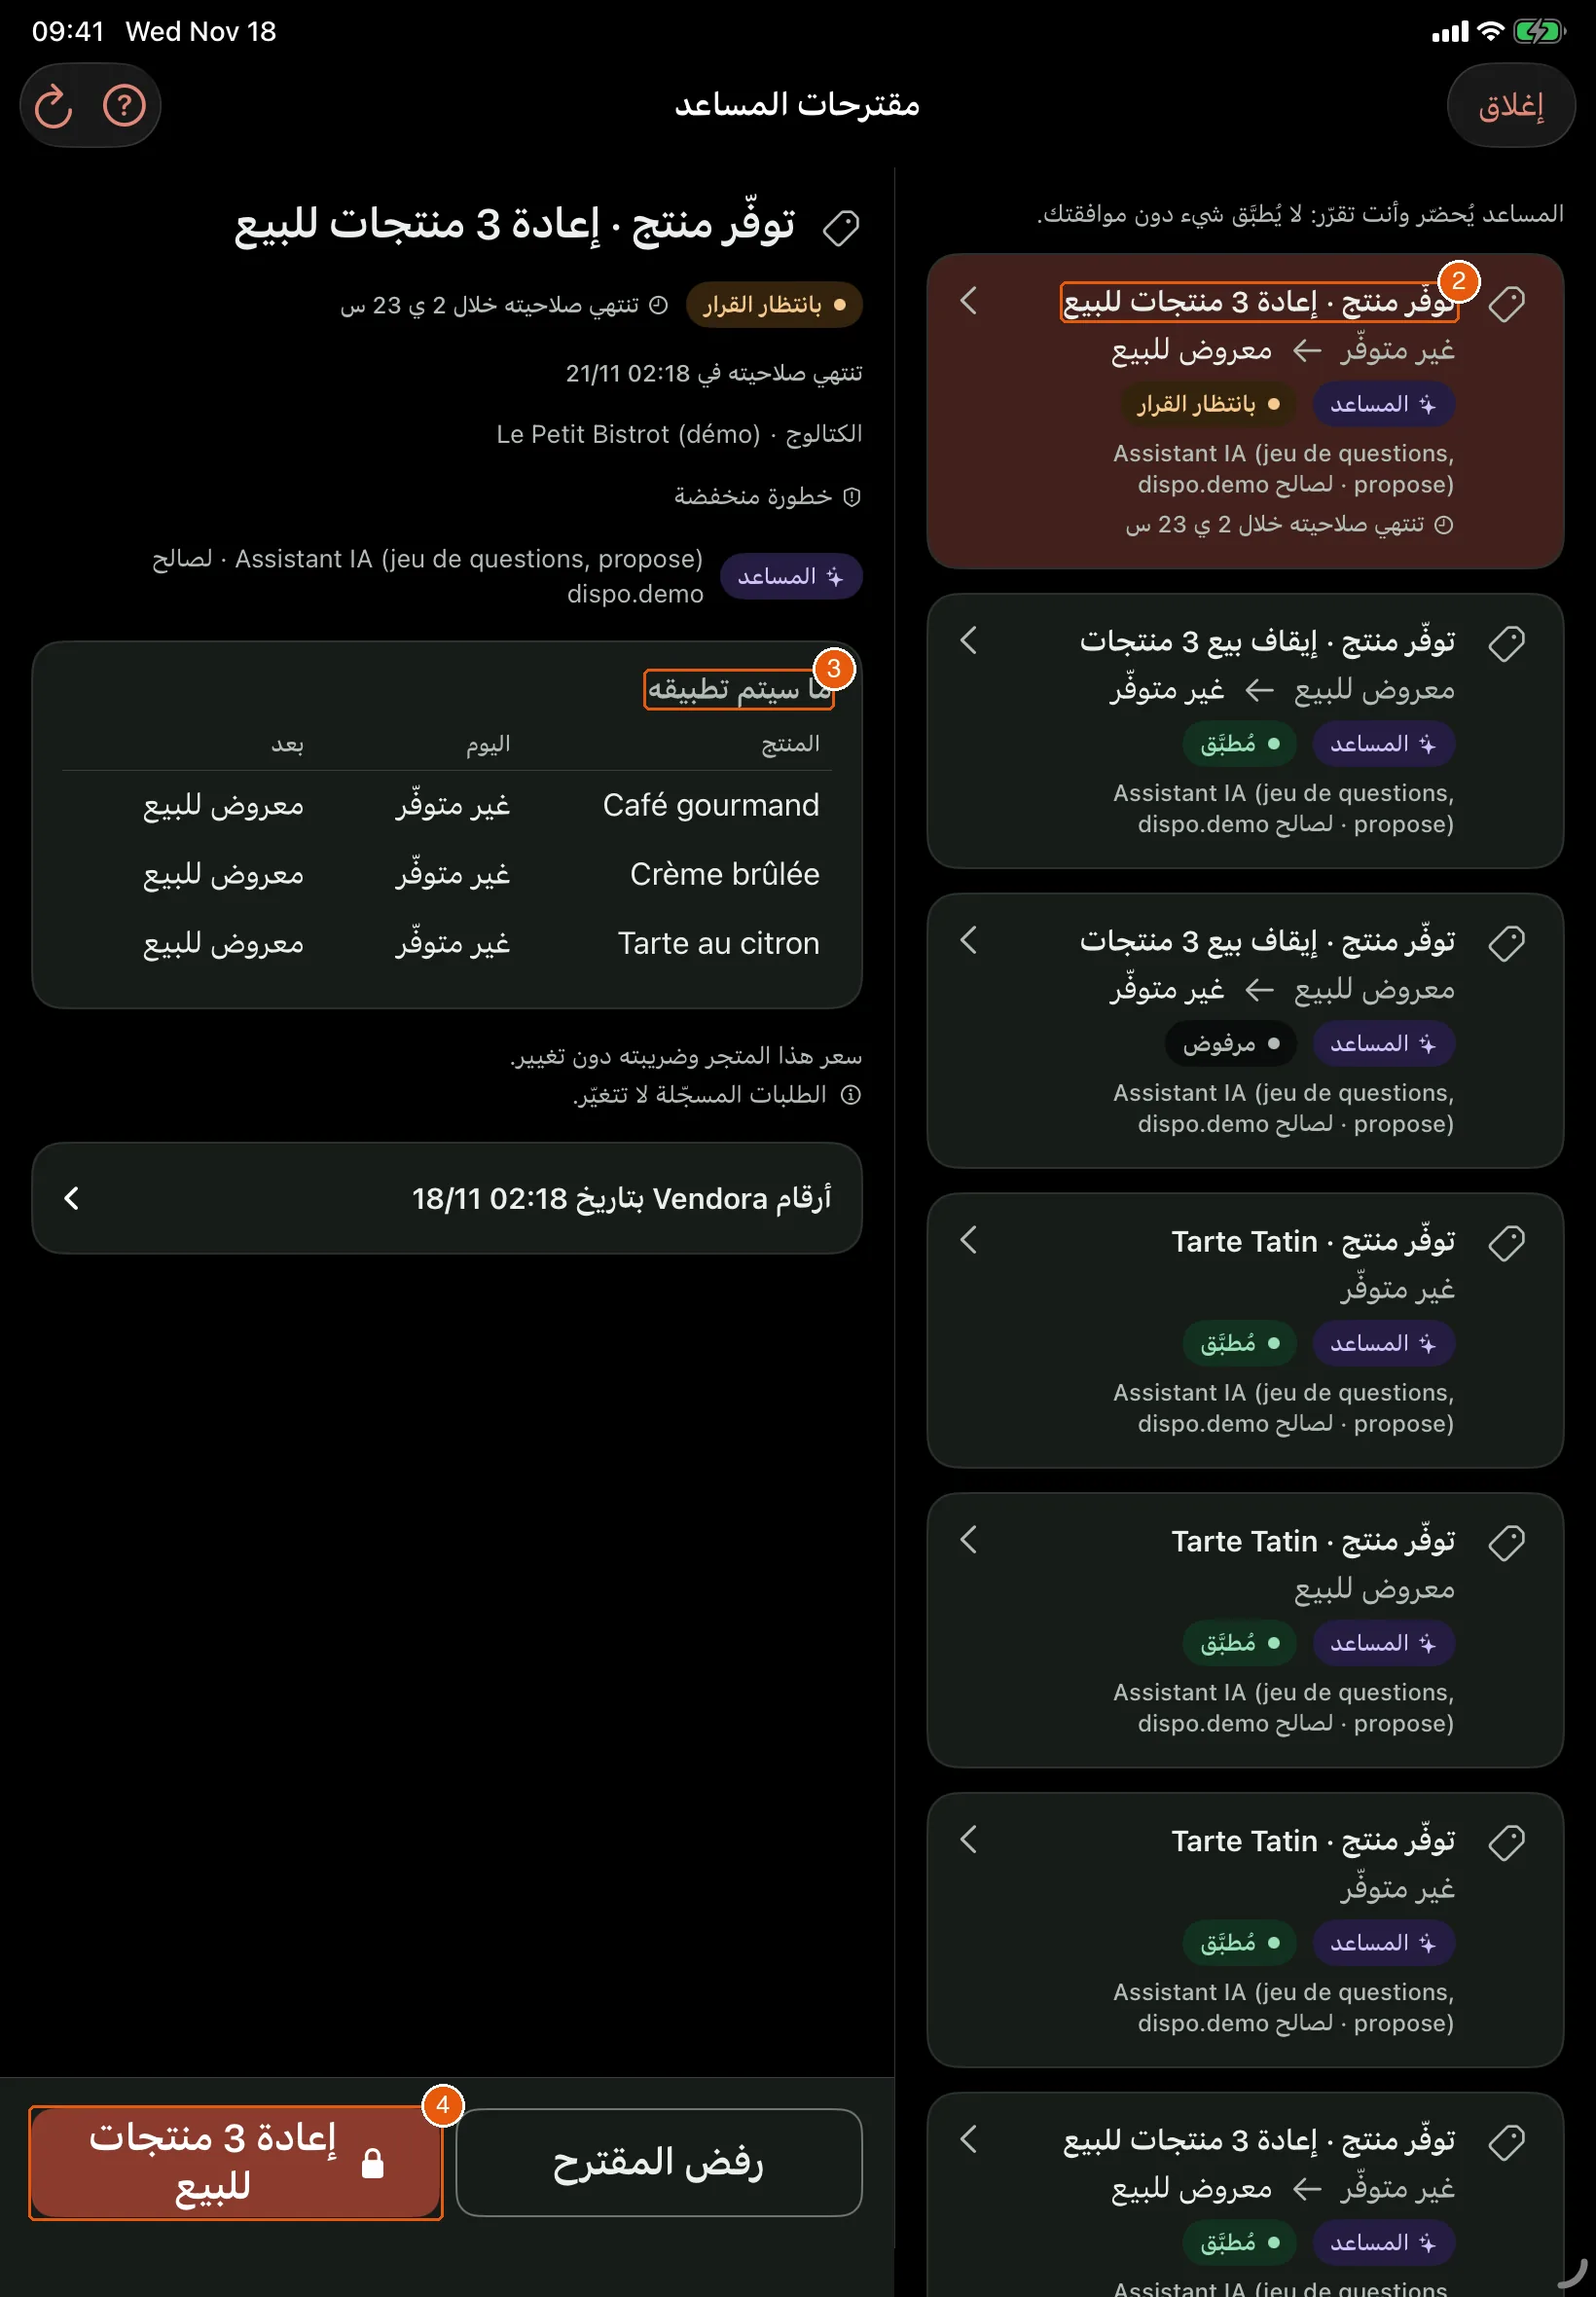 09:41 Wed Nov 18
إغلاق
مقترحات المساعد
المساعد يُحضّر وأنت تقرّر: لا يُطبَّق شيء دون موافقتك.
2
توفّر منتج · إعادة 3 منتجات للبيع
غير متوفّر ← معروض للبيع
المساعد
بانتظار القرار
Assistant IA (jeu de questions,
propose) · لصالح dispo.demo
تنتهي صلاحيته خلال 2 ي 23 س
توفّر منتج · إيقاف بيع 3 منتجات
معروض للبيع ← غير متوفّر
المساعد
مُطبَّق
Assistant IA (jeu de questions,
propose) · لصالح dispo.demo
توفّر منتج · إيقاف بيع 3 منتجات
معروض للبيع ← غير متوفّر
المساعد
مرفوض
Assistant IA (jeu de questions,
propose) · لصالح dispo.demo
توفّر منتج · Tarte Tatin
غير متوفّر
المساعد
مُطبَّق
Assistant IA (jeu de questions,
propose) · لصالح dispo.demo
توفّر منتج · Tarte Tatin
معروض للبيع
المساعد
مُطبَّق
Assistant IA (jeu de questions,
propose) · لصالح dispo.demo
توفّر منتج · Tarte Tatin
غير متوفّر
المساعد
مُطبَّق
Assistant IA (jeu de questions,
propose) · لصالح dispo.demo
توفّر منتج · إعادة 3 منتجات للبيع
غير متوفّر ← معروض للبيع
المساعد
مُطبَّق
Assistant IA (jeu de questions,
توفّر منتج · إعادة 3 منتجات للبيع
بانتظار القرار
تنتهي صلاحيته خلال 2 ي 23 س
تنتهي صلاحيته في 21/11 02:18
الكتالوج · Le Petit Bistrot (démo)
خطورة منخفضة
المساعد
Assistant IA (jeu de questions, propose) · لصالح
dispo.demo
3
ما سيتم تطبيقه
المنتج اليوم بعد
Café gourmand غير متوفّر معروض للبيع
Crème brûlée غير متوفّر معروض للبيع
Tarte au citron غير متوفّر معروض للبيع
سعر هذا المتجر وضريبته دون تغيير.
الطلبات المسجّلة لا تتغيّر.
أرقام Vendora بتاريخ 18/11 02:18
رفض المقترح
4
إعادة 3 منتجات
للبيع